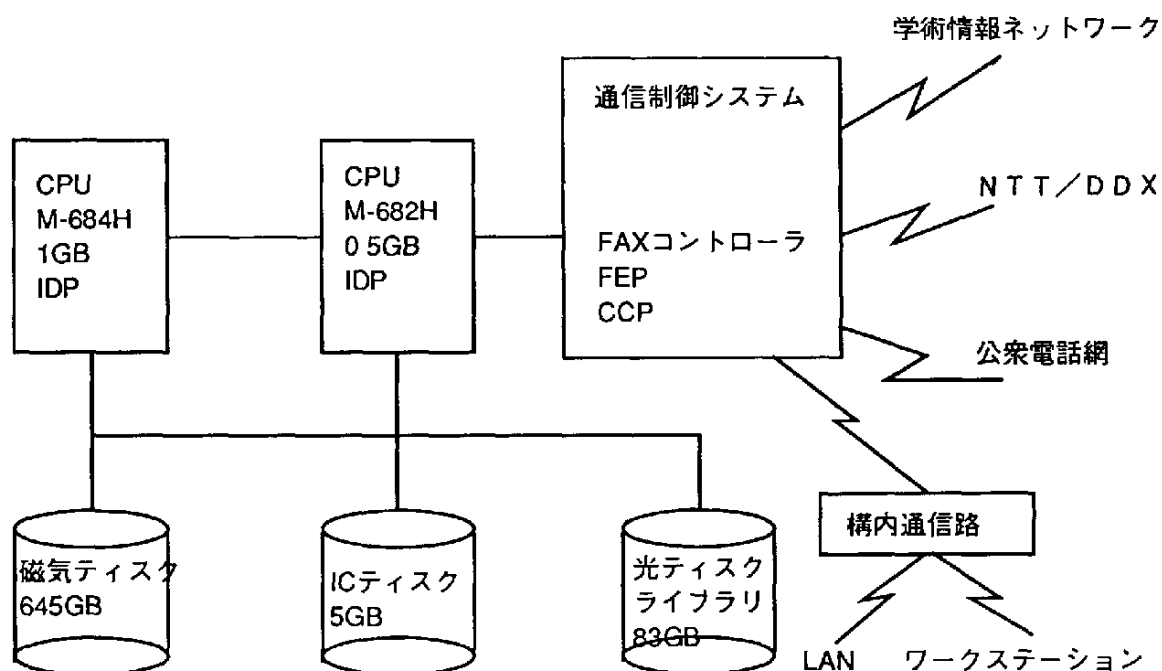 学術情報ネットワーク
通信制御システム
CPU
M-684H
1GB
IDP
CPU
M-682H
0 5GB
IDP
NTT/DDX
FAXコントローラ
FEP
CCP
公衆電話網
構内通信路
磁気ティスク
645GB
ICティスク
5GB
光ティスク
ライブラリ
83GB
LAN
ワークステーション